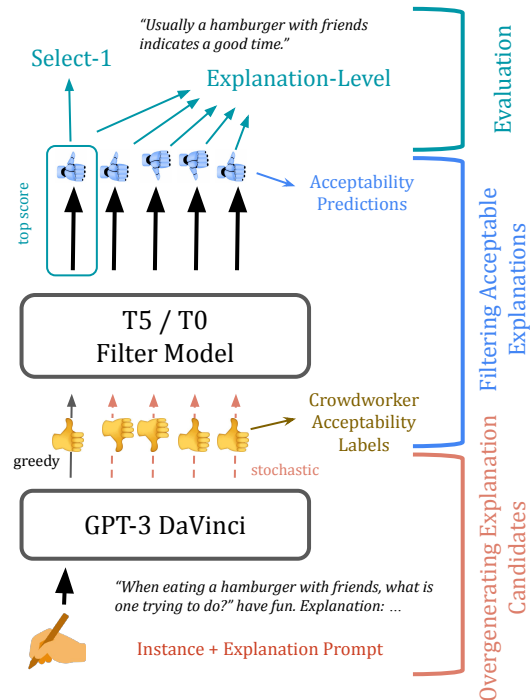 “Usually a hamburger with friends
indicates a good time.”
Select-1
Explanation-Level
Evaluation
top score
Acceptability
Predictions
Filtering Acceptable
Explanations
T5 / T0
Filter Model
Crowdworker
Acceptability
Labels
greedy
stochastic
GPT-3 DaVinci
Overgenerating Explanation
Candidates
“When eating a hamburger with friends, what is
one trying to do?” have fun. Explanation: ...
Instance + Explanation Prompt